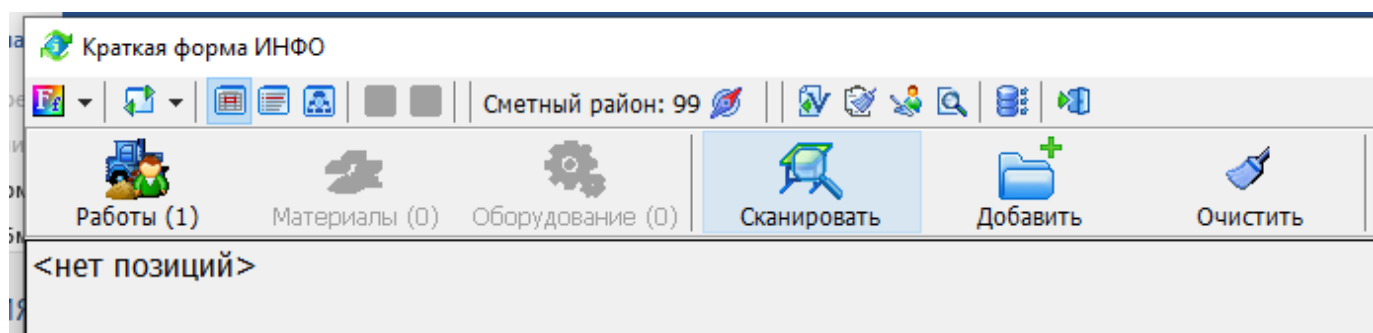 Краткая форма ИНФО
Сметный район: 99
Работы (1) Материалы (0) Оборудование (0) Сканировать Добавить Очистить
<нет позиций>